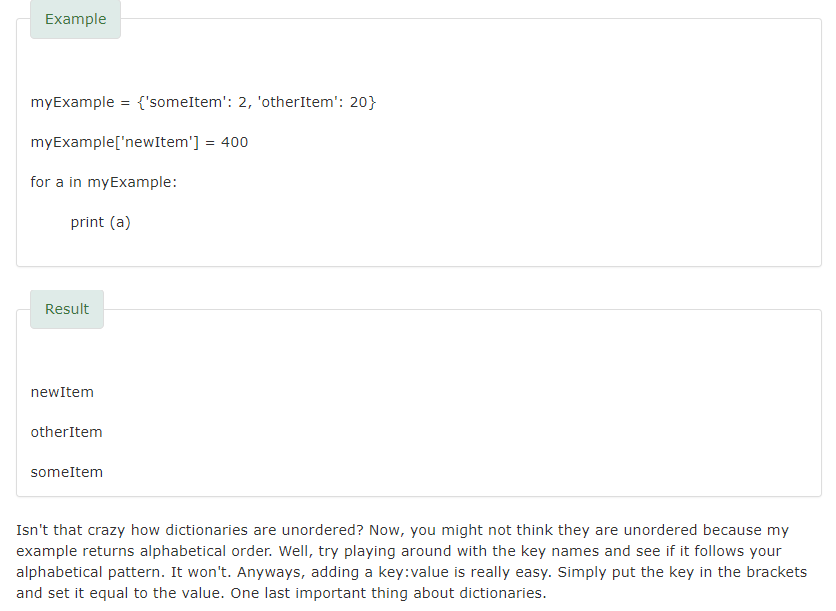 Example
myExample = {'someItem': 2, 'otherItem': 20}
myExample['newItem'] = 400
for a in myExample:
print (a)
Result
newItem
otherItem
someItem
Isn't that crazy how dictionaries are unordered? Now, you might not think they are unordered because my
example returns alphabetical order. Well, try playing around with the key names and see if it follows your
alphabetical pattern. It won't. Anyways, adding a key:value is really easy. Simply put the key in the brackets
and set it equal to the value. One last important thing about dictionaries.